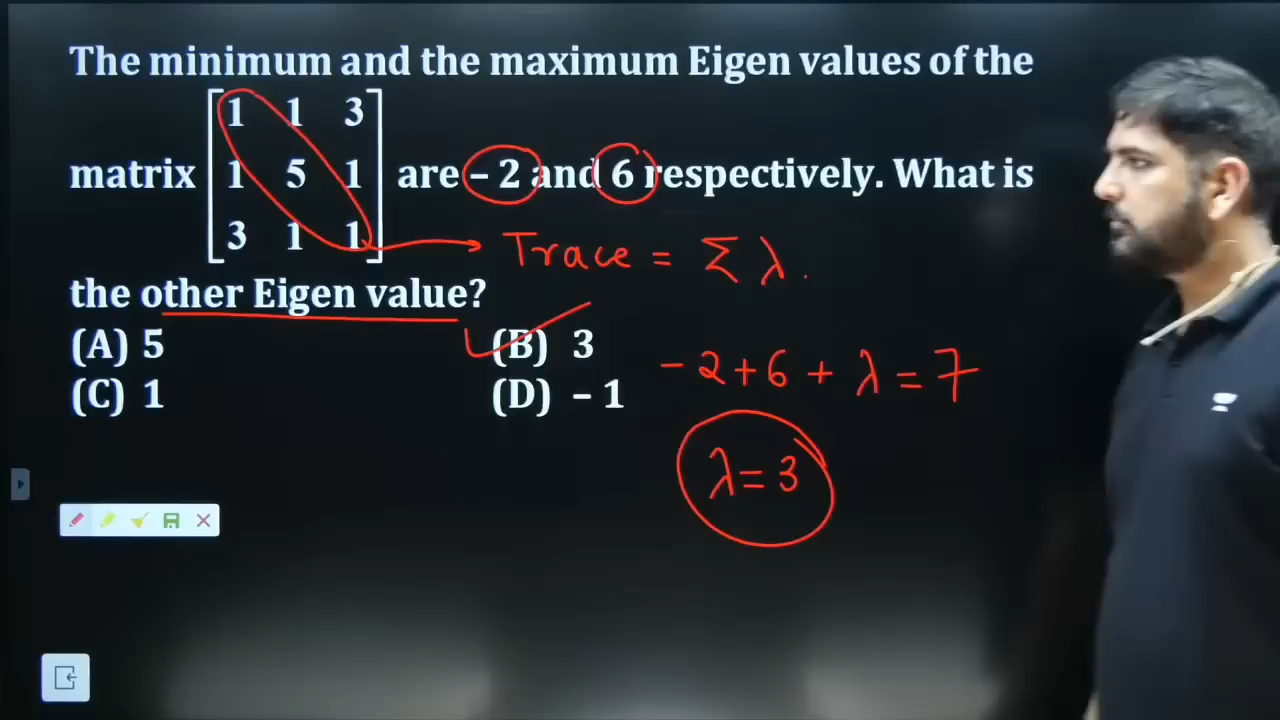 The minimum and the maximum Eigen values of the
matrix [1 1 3
1 5 1
3 1 1] are – 2 and 6 respectively. What is
Trace = Σ λ.
the other Eigen value?
(A) 5 (B) 3
(C) 1 (D) – 1
-2+6 + λ = 7
λ = 3